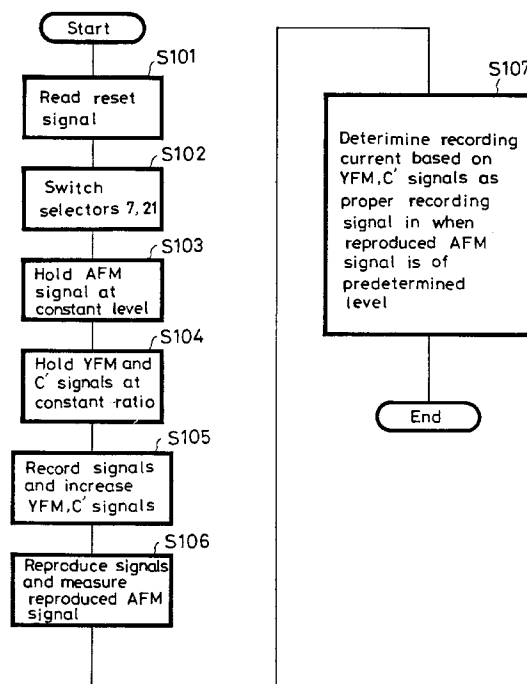 Start
S101
Read reset
signal
S102
Switch
selectors 7, 21
S103
Hold AFM
signal at
constant level
S104
Hold YFM and
C' signals at
constant ratio
S105
Record signals
and increase
YFM, C' signals
S106
Reproduce signals
and measure
reproduced AFM
signal
S107
Deterimine recording
current based on
YFM, C' signals as
proper recording
signal in when
reproduced AFM
signal is of
predetermined
level
End